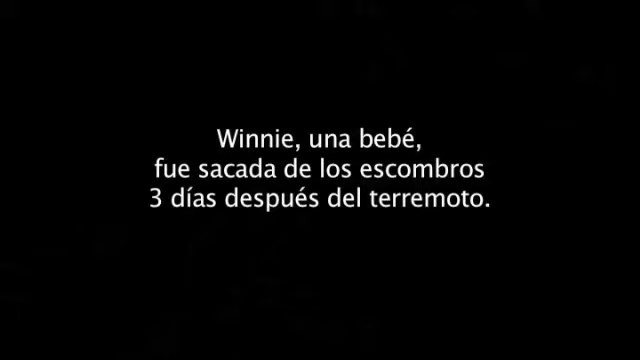 Winnie, una bebé,
fue sacada de los escombros
3 días después del terremoto.